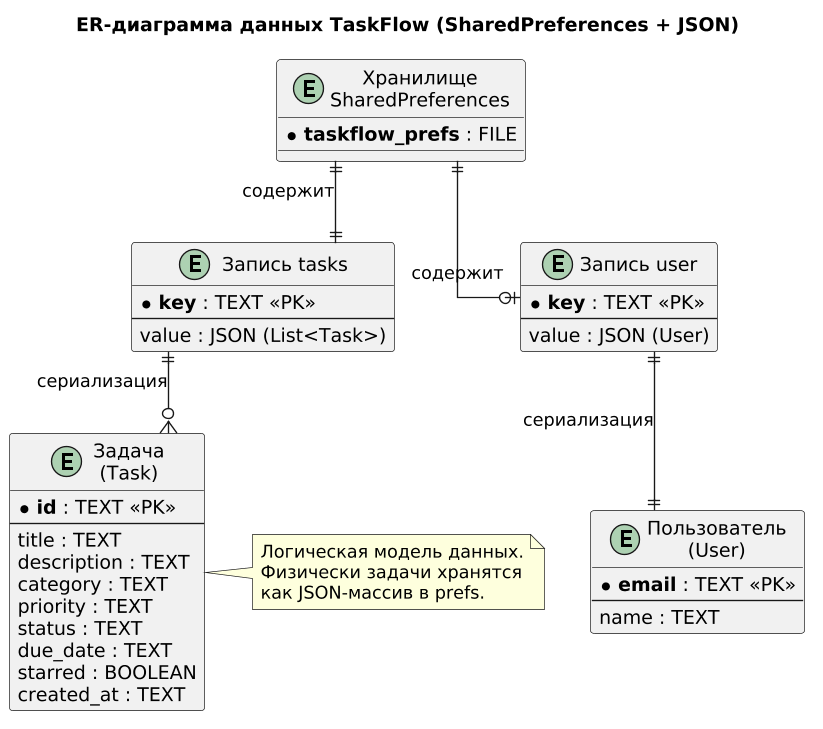 ER-диаграмма данных TaskFlow (SharedPreferences + JSON)
E
Хранилище
SharedPreferences
taskflow_prefs : FILE
содержит
содержит
E
Запись tasks
key : TEXT «PK»
value : JSON (List<Task>)
E
Запись user
key : TEXT «PK»
value : JSON (User)
сериализация
сериализация
E
Задача
(Task)
id : TEXT «PK»
title : TEXT
description : TEXT
category : TEXT
priority : TEXT
status : TEXT
due_date : TEXT
starred : BOOLEAN
created_at : TEXT
Логическая модель данных.
Физически задачи хранятся
как JSON-массив в prefs.
E
Пользователь
(User)
email : TEXT «PK»
name : TEXT